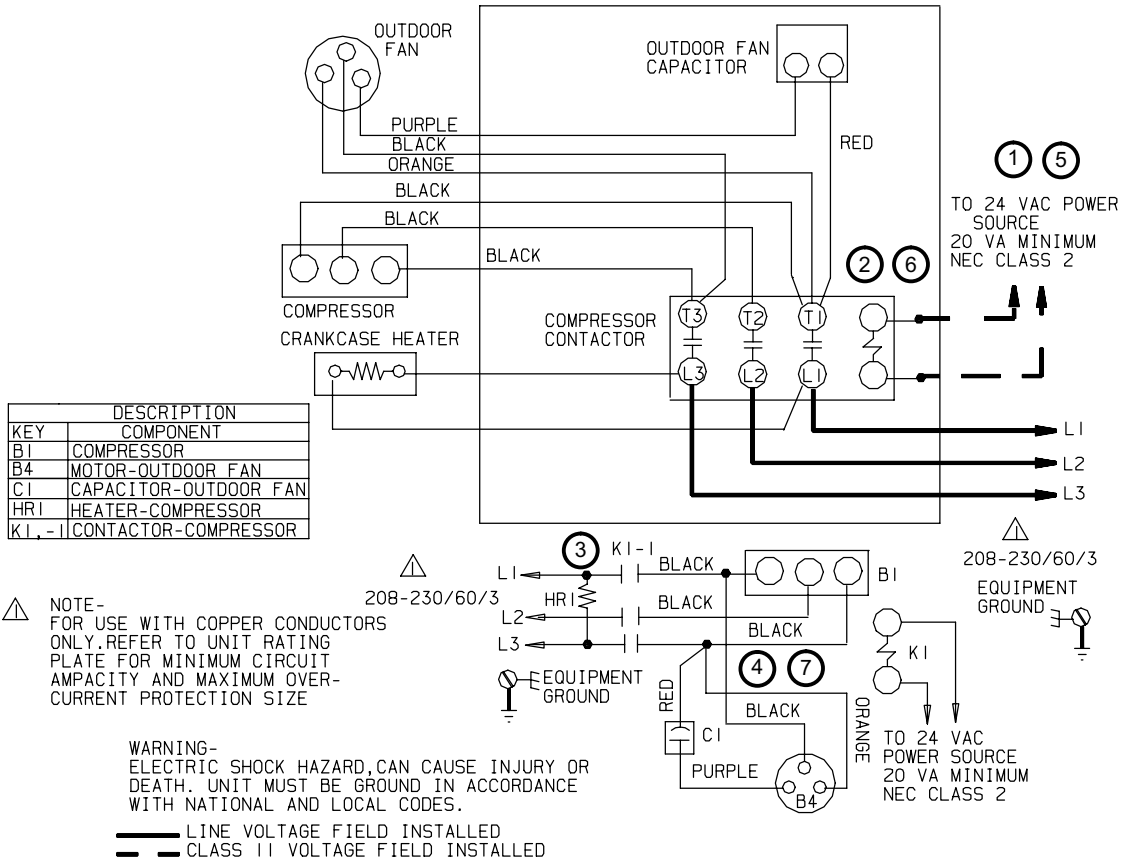 OUTDOOR
FAN
OUTDOOR FAN
CAPACITOR
PURPLE
BLACK
ORANGE
BLACK
BLACK
BLACK
RED
1 5
TO 24 VAC POWER
SOURCE
20 VA MINIMUM
NEC CLASS 2
2 6
COMPRESSOR
CRANKCASE HEATER
COMPRESSOR
CONTACTOR
T3 T2 T1
L3 L2 L1
L1
L2
L3
DESCRIPTION
KEY COMPONENT
B1 COMPRESSOR
B4 MOTOR-OUTDOOR FAN
C1 CAPACITOR-OUTDOOR FAN
HR1 HEATER-COMPRESSOR
K1,-1 CONTACTOR-COMPRESSOR
1
208-230/60/3
EQUIPMENT
GROUND
1
208-230/60/3
3 K1-1
L1 BLACK B1
HR1
L2 BLACK
L3 BLACK
EQUIPMENT
GROUND
4 7
K1
RED
BLACK
ORANGE
C1
PURPLE
B4
TO 24 VAC
POWER SOURCE
20 VA MINIMUM
NEC CLASS 2
1 NOTE-
FOR USE WITH COPPER CONDUCTORS
ONLY.REFER TO UNIT RATING
PLATE FOR MINIMUM CIRCUIT
AMPACITY AND MAXIMUM OVER-
CURRENT PROTECTION SIZE
WARNING-
ELECTRIC SHOCK HAZARD,CAN CAUSE INJURY OR
DEATH. UNIT MUST BE GROUND IN ACCORDANCE
WITH NATIONAL AND LOCAL CODES.
LINE VOLTAGE FIELD INSTALLED
CLASS II VOLTAGE FIELD INSTALLED